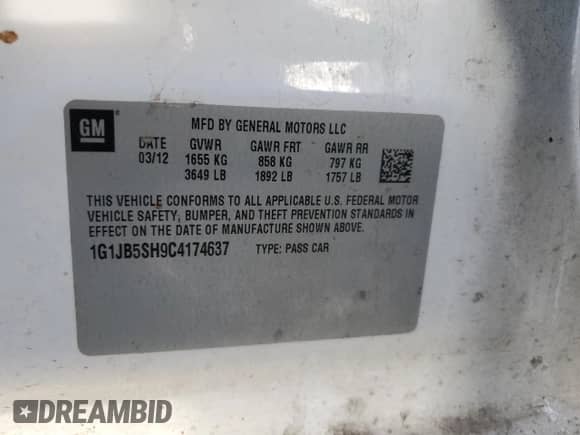 GM
MFD BY GENERAL MOTORS LLC
DATE GVWR GAWR FRT GAWR RR
03/12 1655 KG 858 KG 797 KG
3649 LB 1892 LB 1757 LB
THIS VEHICLE CONFORMS TO ALL APPLICABLE U.S. FEDERAL MOTOR
VEHICLE SAFETY, BUMPER, AND THEFT PREVENTION STANDARDS IN
EFFECT ON THE DATE OF MANUFACTURE SHOWN ABOVE.
1G1JB5SH9C4174637 TYPE: PASS CAR
DREAMBID